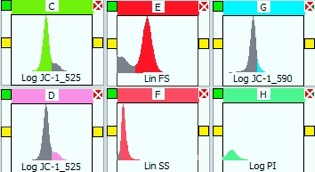 C E G
Log JC-1_525 Lin FS Log JC-1_590
D F H
Log JC-1_525 Lin SS Log PI